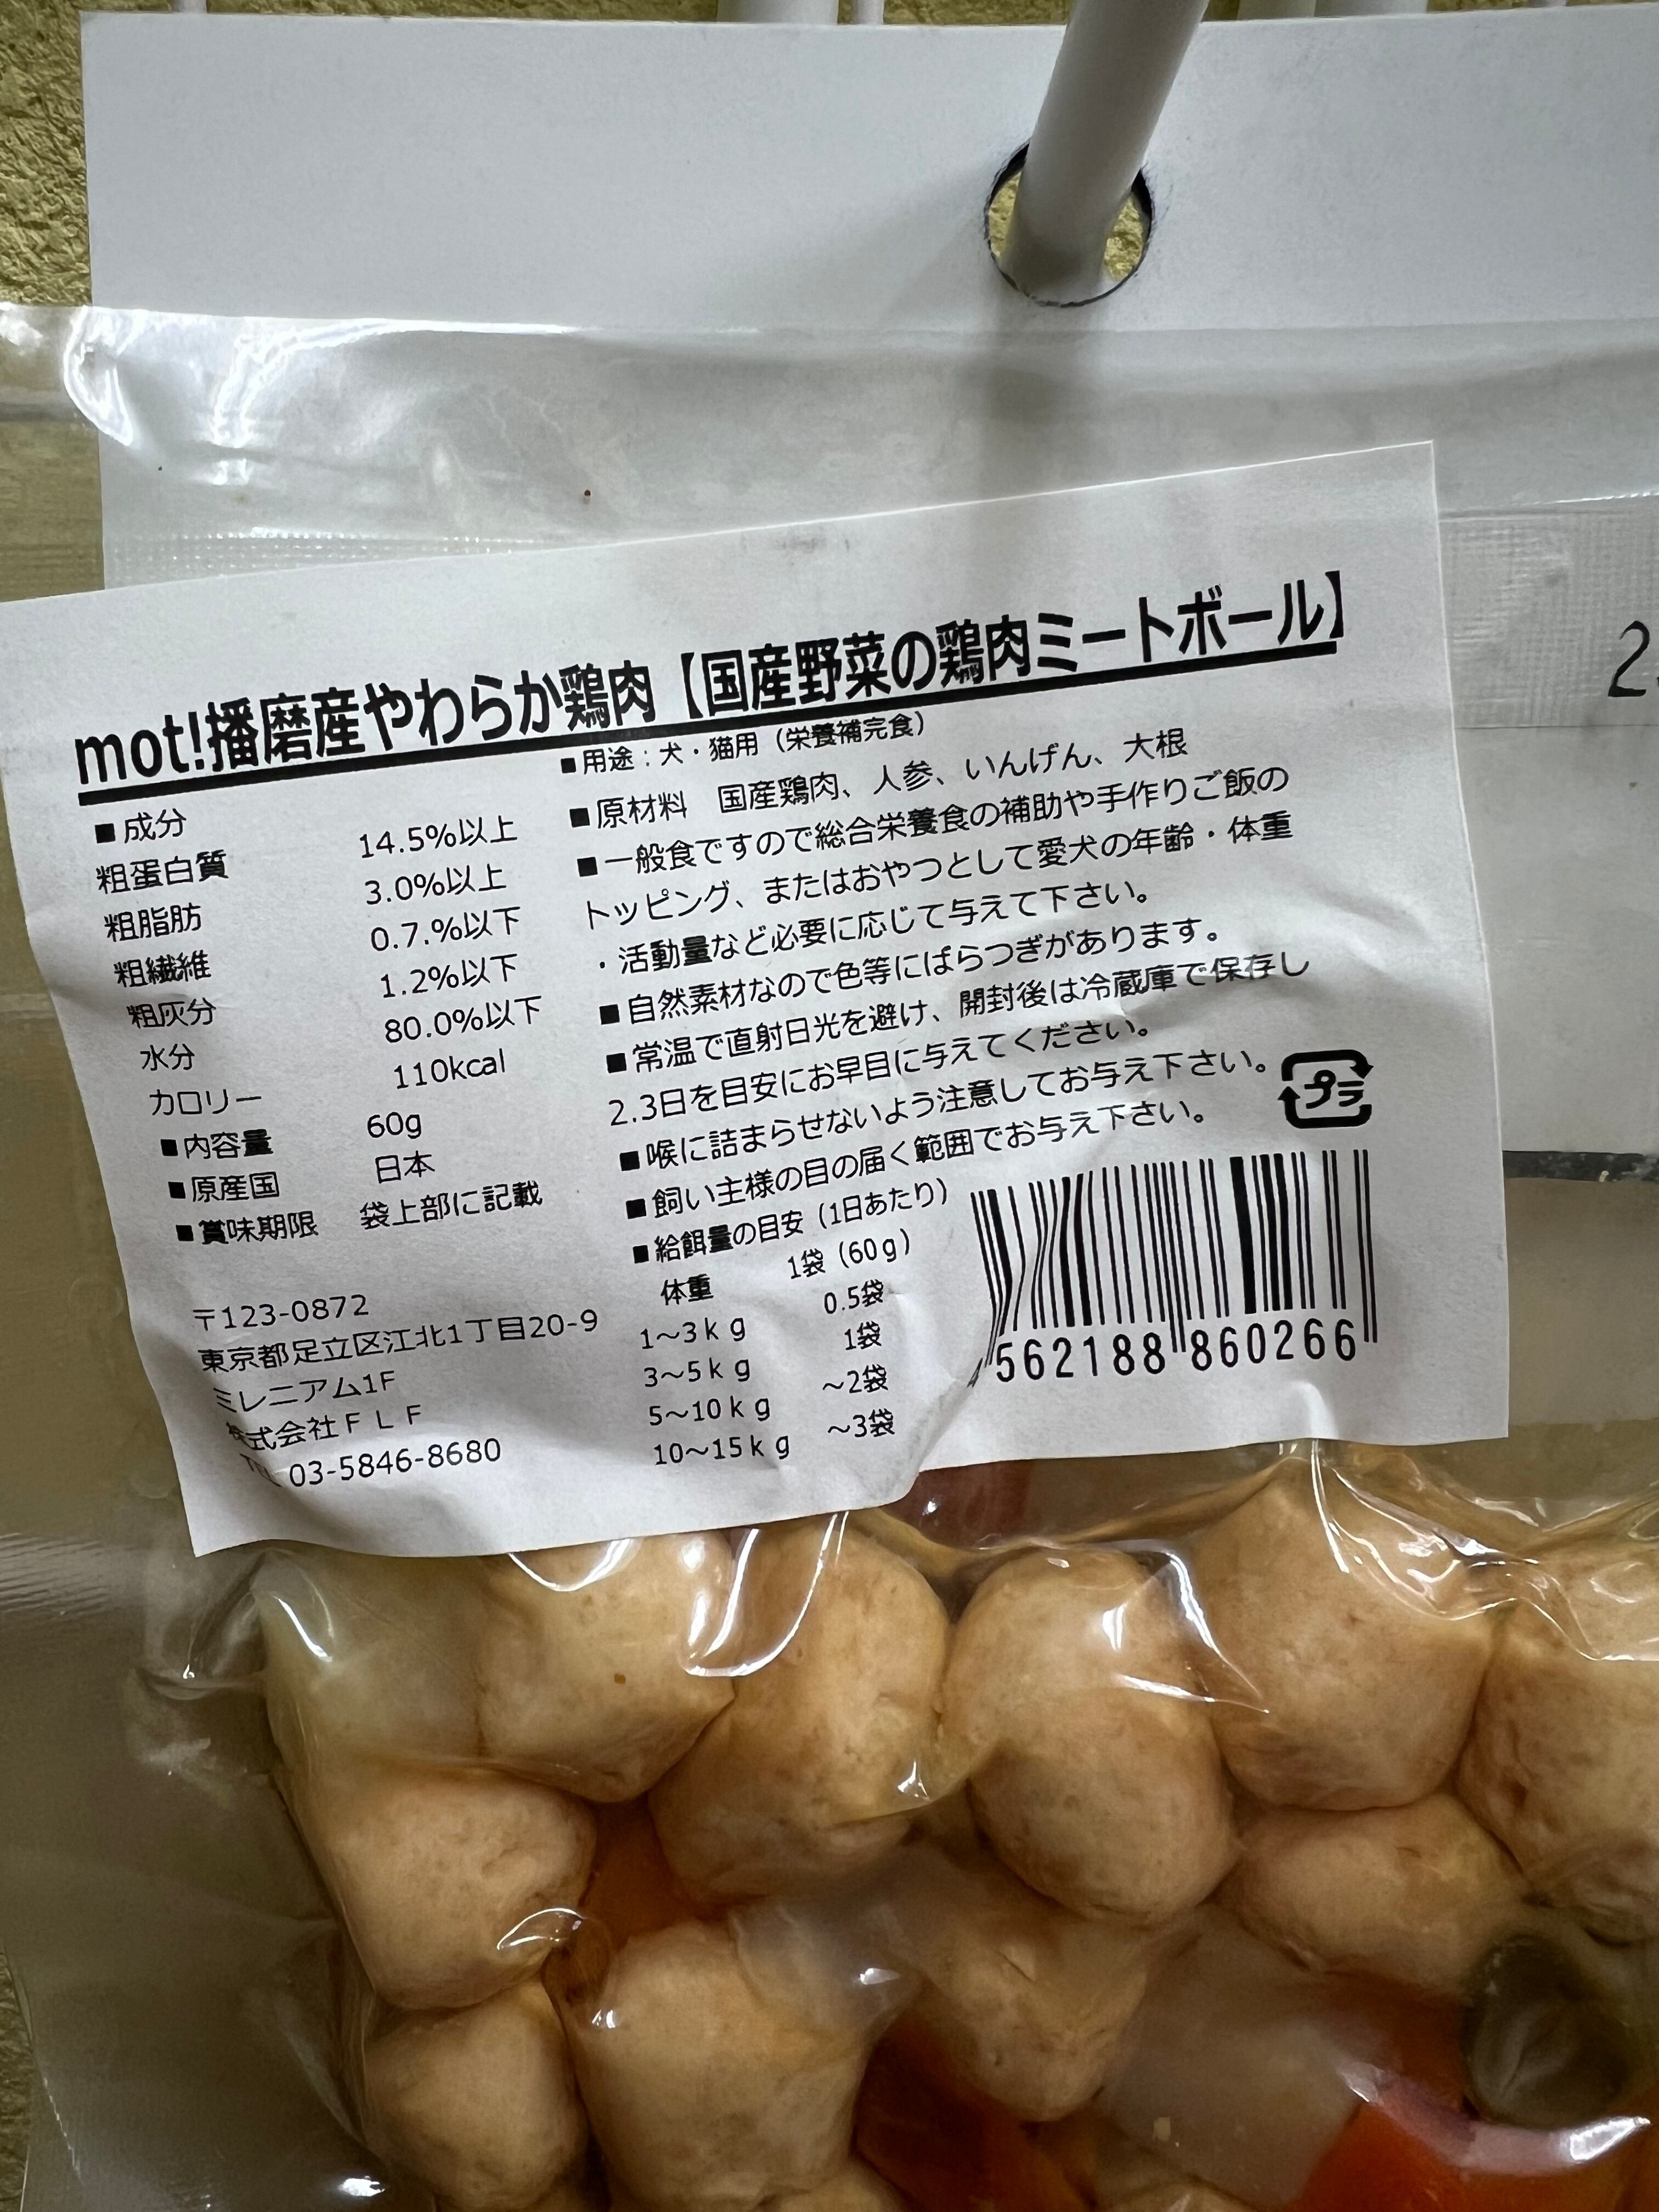 mot!播磨産やわらか鶏肉【国産野菜の鶏肉ミートボール】
■成分
粗蛋白質 14.5%以上
粗脂肪 3.0%以上
粗繊維 0.7.%以下
粗灰分 1.2%以下
水分 80.0%以下
カロリー 110kcal
■内容量 60g
■原産国 日本
■賞味期限 袋上部に記載
〒123-0872
東京都足立区江北1丁目20-9
ミレニアム1F
株式会社ＦＬＦ
TEL 03-5846-8680
■用途：犬・猫用（栄養補完食）
■原材料 国産鶏肉、人参、いんげん、大根
■一般食ですので総合栄養食の補助や手作りご飯の
トッピング、またはおやつとして愛犬の年齢・体重
・活動量など必要に応じて与えて下さい。
■自然素材なので色等にばらつぎがあります。
■常温で直射日光を避け、開封後は冷蔵庫で保存し
2.3日を目安にお早目に与えてください。
■喉に詰まらせないよう注意してお与え下さい。
■飼い主様の目の届く範囲でお与え下さい。
■給餌量の目安（1日あたり）
体重 1袋（60ｇ）
1～3ｋｇ 0.5袋
3～5ｋｇ 1袋
5～10ｋｇ ～2袋
10～15ｋｇ ～3袋
プラ
562188 860266